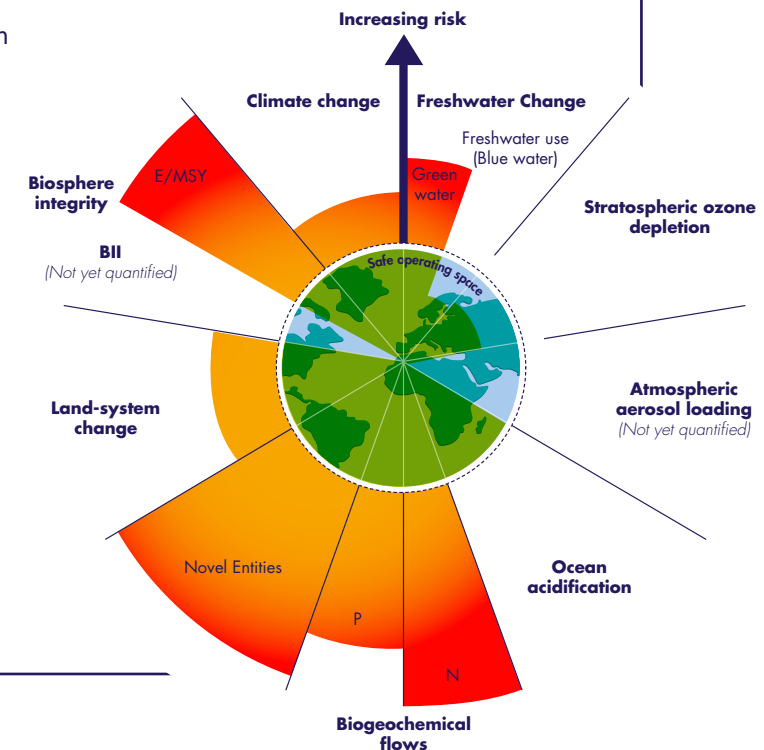 n
Increasing risk
Climate change
Freshwater Change
Freshwater use
(Blue water)
Green
water
E/MSY
Biosphere
integrity
BII
(Not yet quantified)
Stratospheric ozone
depletion
Safe operating space
Land-system
change
Atmospheric
aerosol loading
(Not yet quantified)
Novel Entities
Ocean
acidification
P
N
Biogeochemical
flows